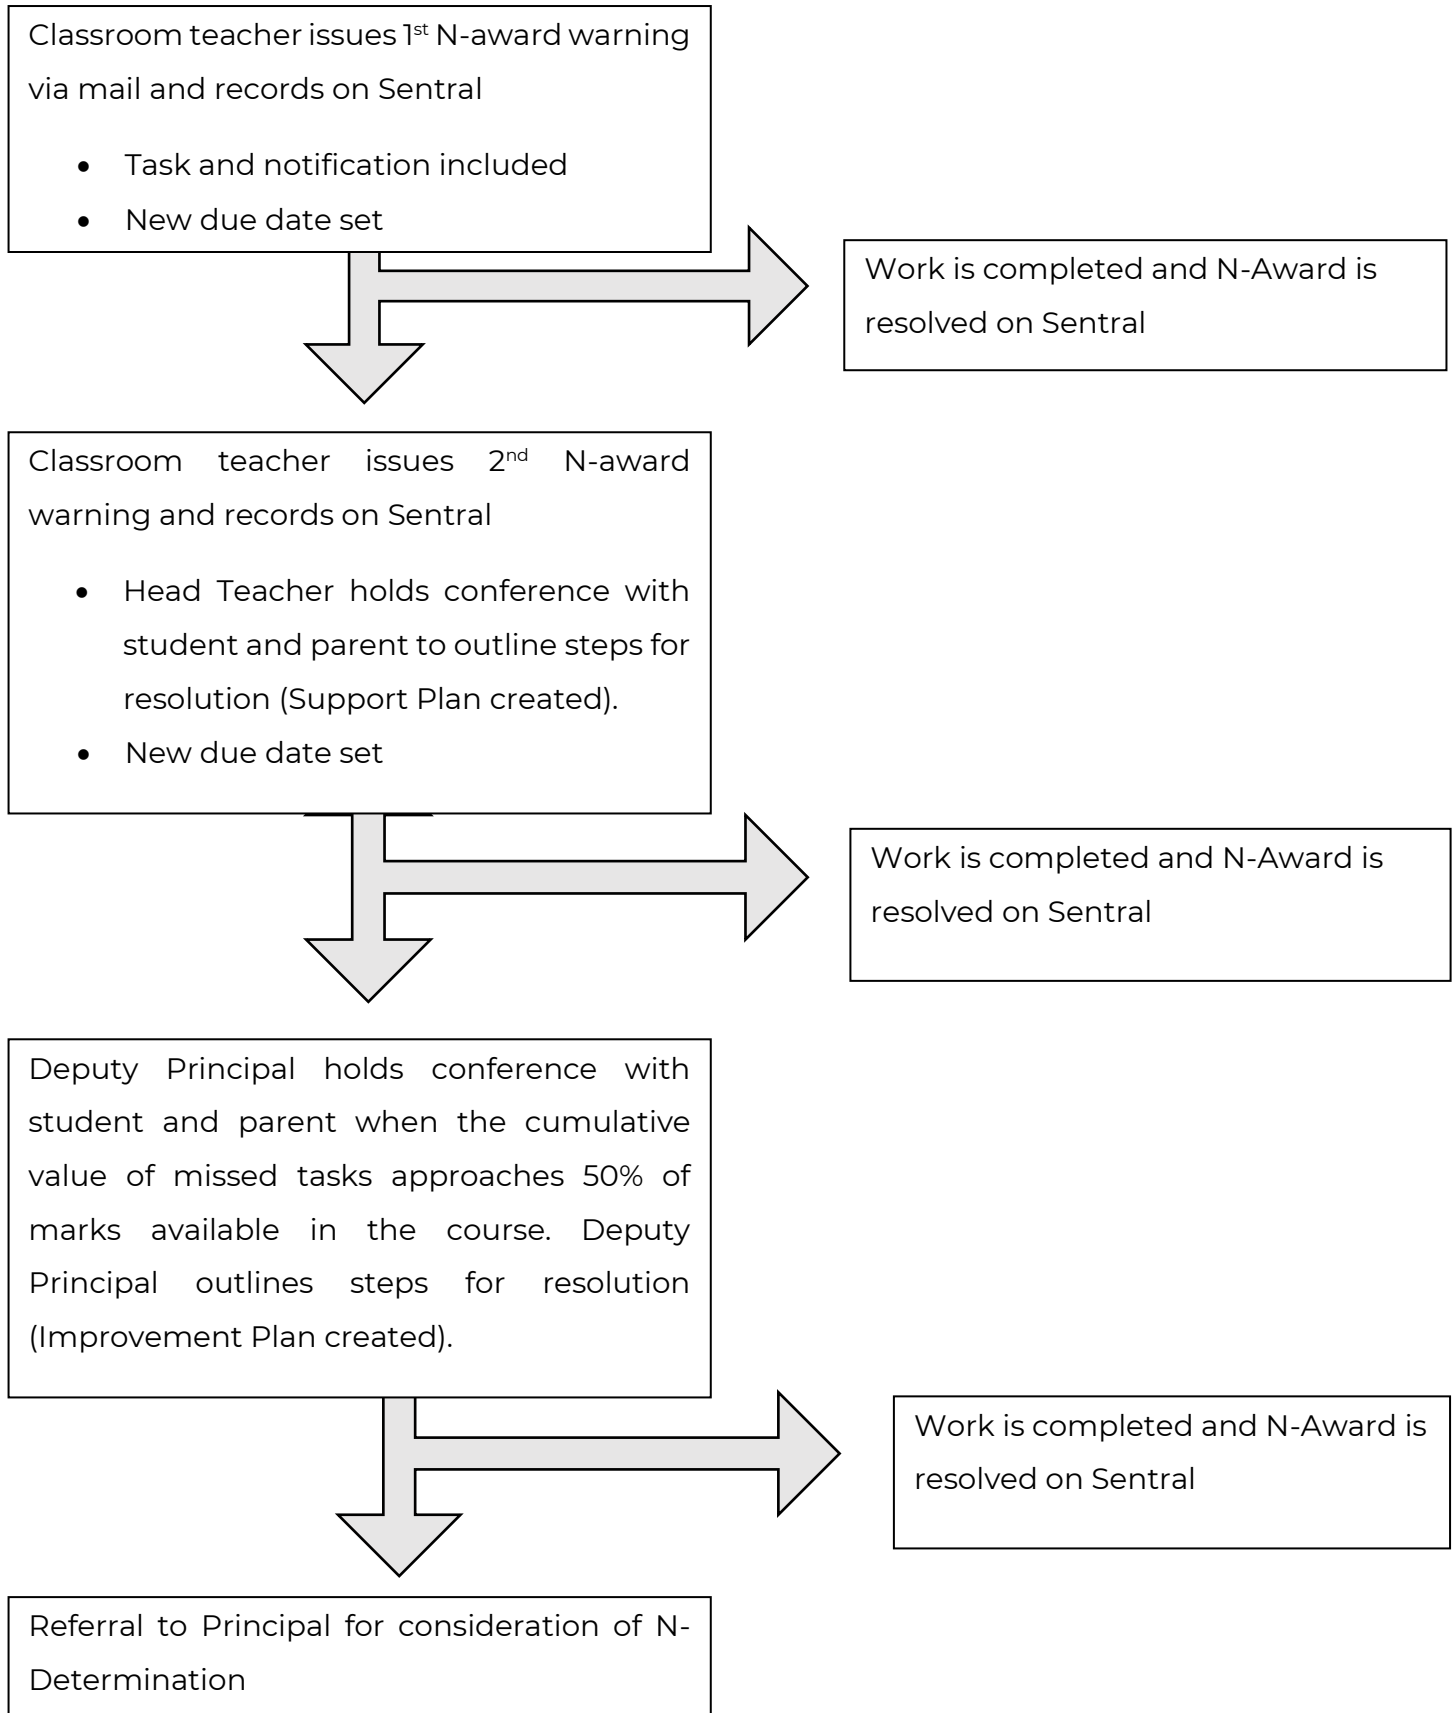 Classroom teacher issues 1st N-award warning
via mail and records on Sentral
• Task and notification included
• New due date set
Work is completed and N-Award is
resolved on Sentral
Classroom teacher issues 2nd N-award
warning and records on Sentral
• Head Teacher holds conference with
student and parent to outline steps for
resolution (Support Plan created).
• New due date set
Work is completed and N-Award is
resolved on Sentral
Deputy Principal holds conference with
student and parent when the cumulative
value of missed tasks approaches 50% of
marks available in the course. Deputy
Principal outlines steps for resolution
(Improvement Plan created).
Work is completed and N-Award is
resolved on Sentral
Referral to Principal for consideration of N-
Determination